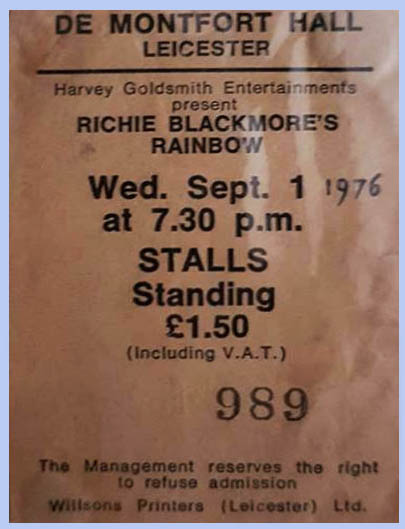 DE MONTFORT HALL
LEICESTER
Harvey Goldsmith Entertainments
present
RICHIE BLACKMORE'S
RAINBOW
Wed. Sept. 1 1976
at 7.30 p.m.
STALLS
Standing
£1.50
(Including V.A.T.)
989
The Management reserves the right
to refuse admission
Willsons Printers (Leicester) Ltd.